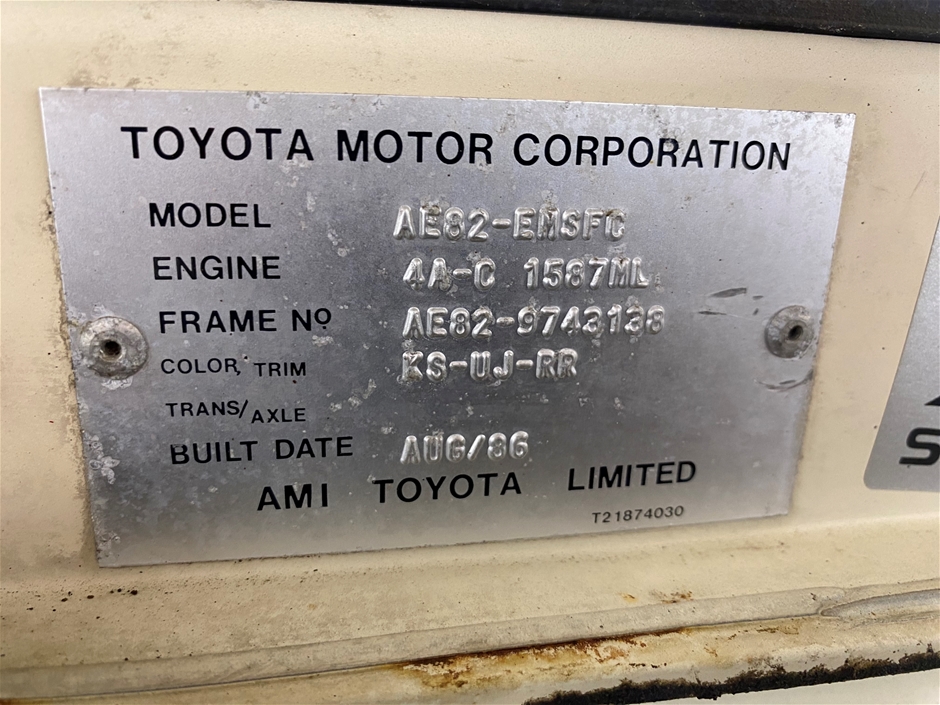 TOYOTA MOTOR CORPORATION
MODEL AE82-EMSFC
ENGINE 4A-C 1587ML
FRAME NO AE82-9743138
COLOR, TRIM KS-UJ-RR
TRANS/AXLE
BUILT DATE AUG/86
AMI TOYOTA LIMITED
T21874030